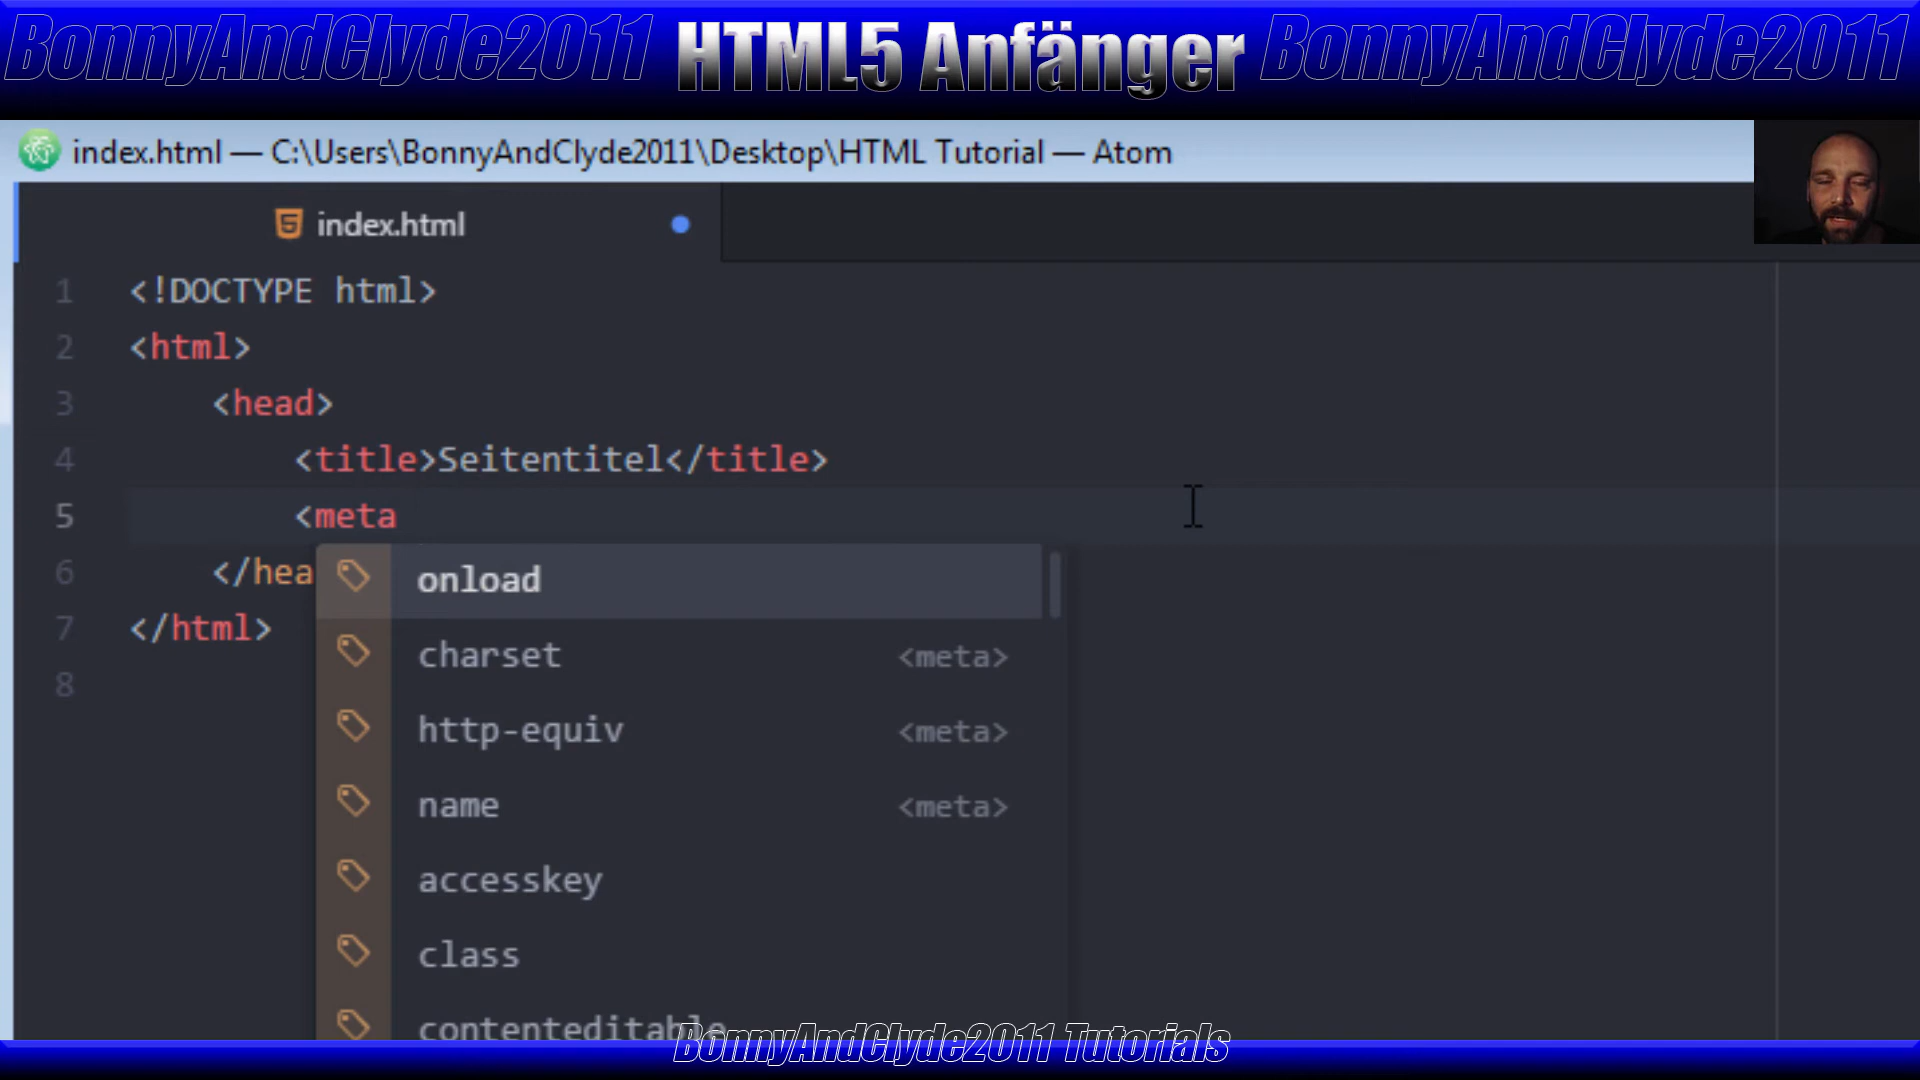 BonnyAndClyde2011 HTML5 Anfänger BonnyAndClyde2011
index.html — C:\Users\BonnyAndClyde2011\Desktop\HTML Tutorial — Atom
index.html
1 <!DOCTYPE html>
2 <html>
3 <head>
4 <title>Seitentitel</title>
5 <meta
6 </hea
7 </html>
8
onload
charset <meta>
http-equiv <meta>
name <meta>
accesskey
class
contenteditable
BonnyAndClyde2011 Tutorials